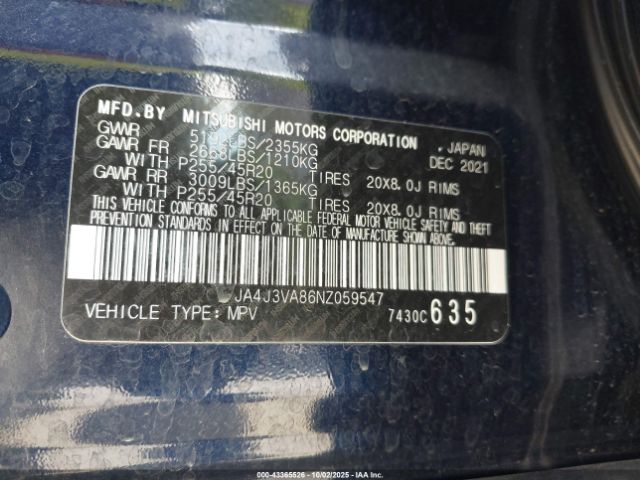 MFD.BY MITSUBISHI MOTORS CORPORATION . JAPAN
GVWR LBS/2355KG DEC 2021
GAWR FR 2668LBS/1210KG
WITH P255/45R20 TIRES 20X8.0J RIMS
GAWR RR 3009LBS/1365KG
WITH P255/45R20 TIRES 20X8.0J RIMS
THIS VEHICLE CONFORMS TO ALL APPLICABLE FEDERAL MOTOR VEHICLE SAFETY AND THEFT
PREVENTION STANDARDS IN EFFECT ON THE DATE OF MANUFACTURE SHOWN ABOVE.
JA4J3VA86NZ059547
VEHICLE TYPE: MPV 7430C 635
000-43365526 - 10/02/2025 - IAA Inc.